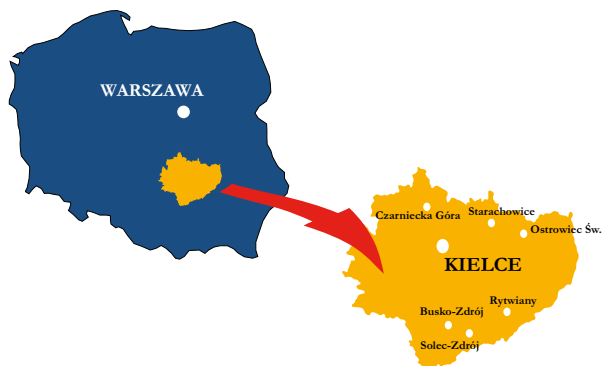 WARSZAWA
Czarniecka Góra
Starachowice
Ostrowiec Św.
KIELCE
Rytwiany
Busko-Zdrój
Solec-Zdrój